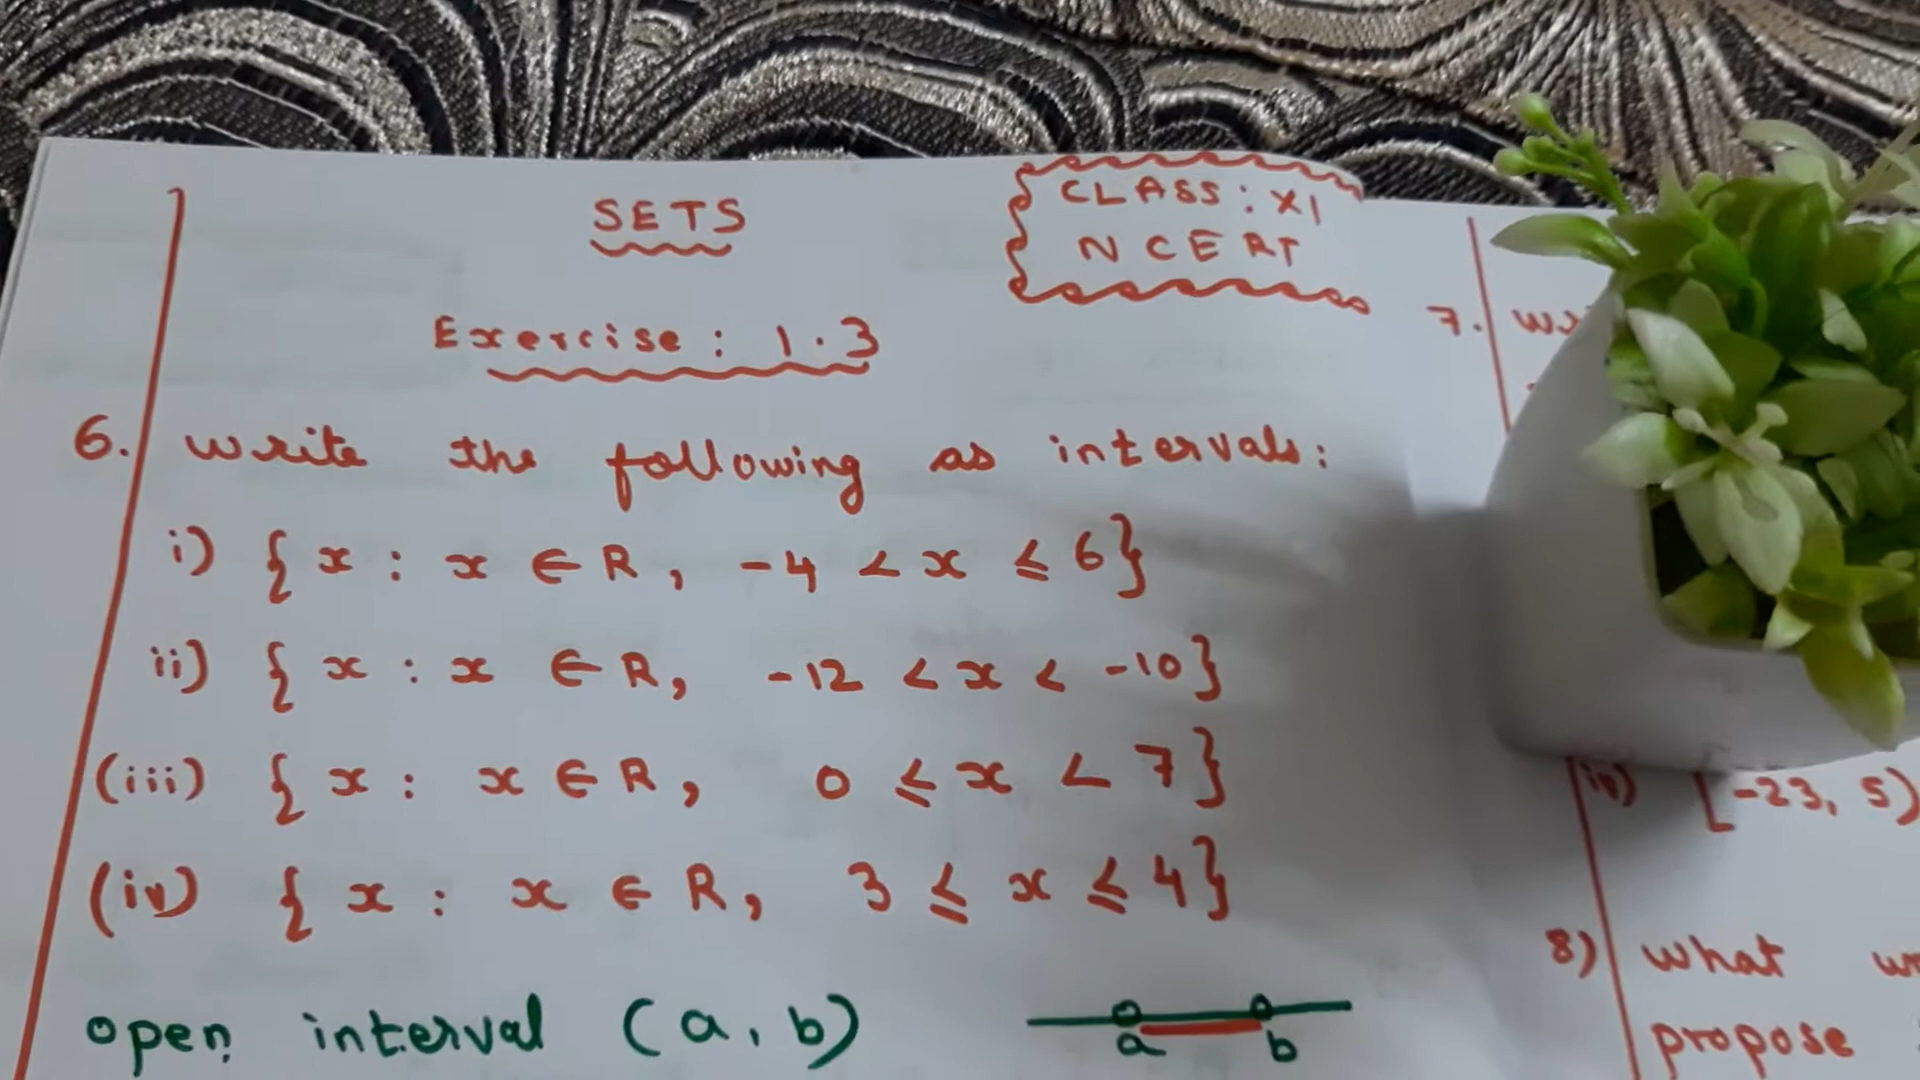 SETS
CLASS: XI
NCERT
Exercise: 1.3
6. Write the following as intervals:
i) { x : x ∈ R, -4 < x ≤ 6}
ii) { x : x ∈ R, -12 < x < -10}
(iii) { x : x ∈ R, 0 ≤ x < 7}
(iv) { x : x ∈ R, 3 ≤ x ≤ 4}
open interval (a, b)
a b
7.
iv) [-23, 5)
8) what
propose